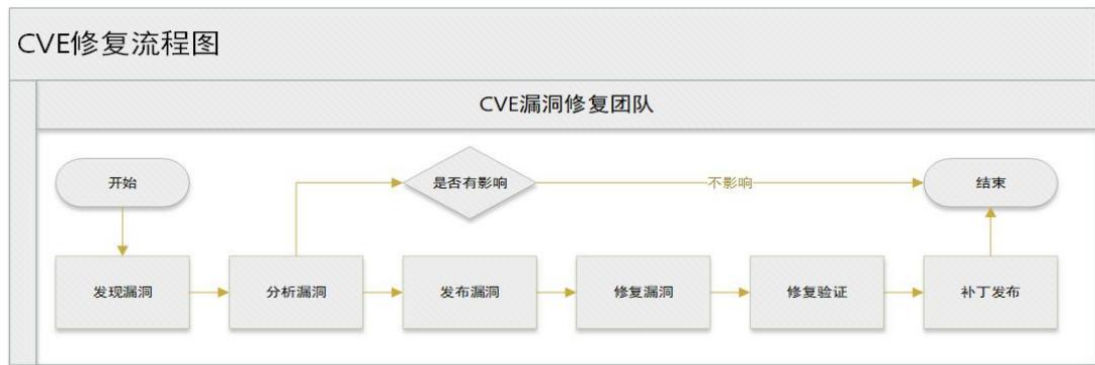 CVE修复流程图
CVE漏洞修复团队
开始
是否有影响
不影响
结束
发现漏洞
分析漏洞
发布漏洞
修复漏洞
修复验证
补丁发布